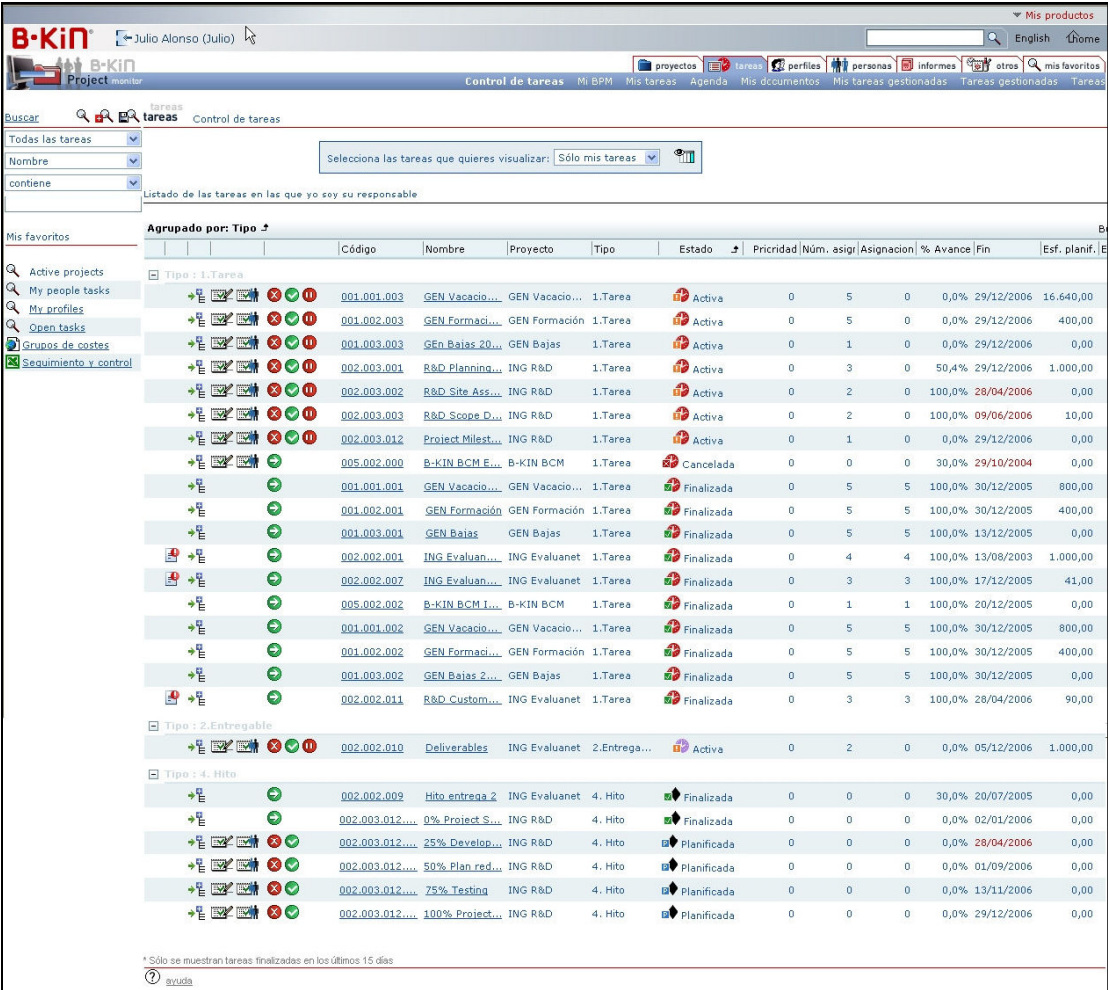 Mis productos
B·KiN Julio Alonso (Julio) English home
B·KiN
Project monitor
proyectos tareas perfiles personas informes otros mis favoritos
Control de tareas Mi BPM Mis tareas Agenda Mis documentos Mis tareas gestionadas Tareas gestionadas Tareas
Buscar
tareas
tareas Control de tareas
Todas las tareas
Nombre
contiene
Selecciona las tareas que quieres visualizar: Sólo mis tareas
Listado de las tareas en las que yo soy su responsable
Mis favoritos
Active projects
My people tasks
My profiles
Open tasks
Grupos de costes
Seguimiento y control
Agrupado por: Tipo
Código Nombre Proyecto Tipo Estado Prioridad Núm. asigr Asignacion % Avance Fin Esf. planif. E
Tipo : 1.Tarea
001.001.003 GEN Vacacio... GEN Vacacio... 1.Tarea Activa 0 5 0 0,0% 29/12/2006 16.640,00
001.002.003 GEN Formaci... GEN Formación 1.Tarea Activa 0 5 0 0,0% 29/12/2006 400,00
001.003.003 GEn Bajas 20... GEN Bajas 1.Tarea Activa 0 1 0 0,0% 29/12/2006 0,00
002.003.001 R&D Planning... ING R&D 1.Tarea Activa 0 3 0 50,4% 29/12/2006 1.000,00
002.003.002 R&D Site Ass... ING R&D 1.Tarea Activa 0 2 0 100,0% 28/04/2006 0,00
002.003.003 R&D Scope D... ING R&D 1.Tarea Activa 0 2 0 100,0% 09/06/2006 10,00
002.003.012 Project Milest... ING R&D 1.Tarea Activa 0 1 0 0,0% 29/12/2006 0,00
005.002.000 B-KIN BCM E... B-KIN BCM 1.Tarea Cancelada 0 0 0 30,0% 29/10/2004 0,00
001.001.001 GEN Vacacio... GEN Vacacio... 1.Tarea Finalizada 0 5 5 100,0% 30/12/2005 800,00
001.002.001 GEN Formación GEN Formación 1.Tarea Finalizada 0 5 5 100,0% 30/12/2005 400,00
001.003.001 GEN Bajas GEN Bajas 1.Tarea Finalizada 0 5 5 100,0% 13/12/2005 0,00
002.002.001 ING Evaluan... ING Evaluanet 1.Tarea Finalizada 0 4 4 100,0% 13/08/2003 1.000,00
002.002.007 ING Evaluan... ING Evaluanet 1.Tarea Finalizada 0 3 3 100,0% 17/12/2005 41,00
005.002.002 B-KIN BCM I... B-KIN BCM 1.Tarea Finalizada 0 1 1 100,0% 20/12/2005 0,00
001.001.002 GEN Vacacio... GEN Vacacio... 1.Tarea Finalizada 0 5 5 100,0% 30/12/2005 800,00
001.002.002 GEN Formaci... GEN Formación 1.Tarea Finalizada 0 5 5 100,0% 30/12/2005 400,00
001.003.002 GEN Bajas 2... GEN Bajas 1.Tarea Finalizada 0 5 5 100,0% 30/12/2005 0,00
002.002.011 R&D Custom... ING Evaluanet 1.Tarea Finalizada 0 3 3 100,0% 28/04/2006 90,00
Tipo : 2.Entregable
002.002.010 Deliverables ING Evaluanet 2.Entrega... Activa 0 2 0 0,0% 05/12/2006 1.000,00
Tipo : 4. Hito
002.002.009 Hito entrega 2 ING Evaluanet 4. Hito Finalizada 0 0 0 30,0% 20/07/2005 0,00
002.003.012.... 0% Project S... ING R&D 4. Hito Finalizada 0 0 0 0,0% 02/01/2006 0,00
002.003.012.... 25% Develop... ING R&D 4. Hito Planificada 0 0 0 0,0% 28/04/2006 0,00
002.003.012.... 50% Plan red... ING R&D 4. Hito Planificada 0 0 0 0,0% 01/09/2006 0,00
002.003.012.... 75% Testing ING R&D 4. Hito Planificada 0 0 0 0,0% 13/11/2006 0,00
002.003.012.... 100% Project... ING R&D 4. Hito Planificada 0 0 0 0,0% 29/12/2006 0,00
* Sólo se muestran tareas finalizadas en los últimos 15 días
ayuda